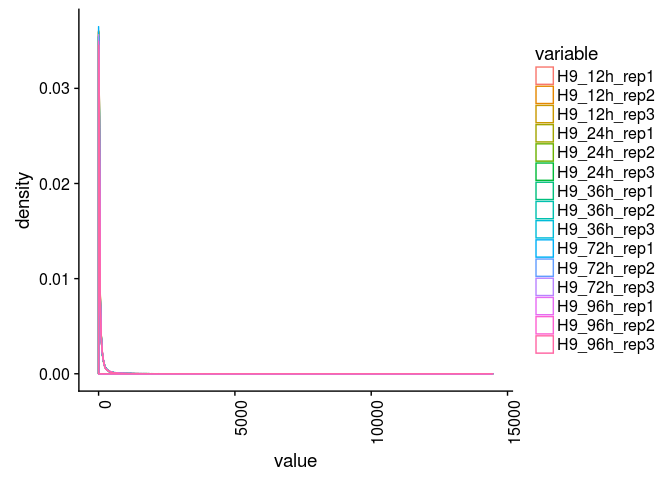 0.03
0.02
0.01
0.00
density
0
5000
10000
15000
value
variable
H9_12h_rep1
H9_12h_rep2
H9_12h_rep3
H9_24h_rep1
H9_24h_rep2
H9_24h_rep3
H9_36h_rep1
H9_36h_rep2
H9_36h_rep3
H9_72h_rep1
H9_72h_rep2
H9_72h_rep3
H9_96h_rep1
H9_96h_rep2
H9_96h_rep3